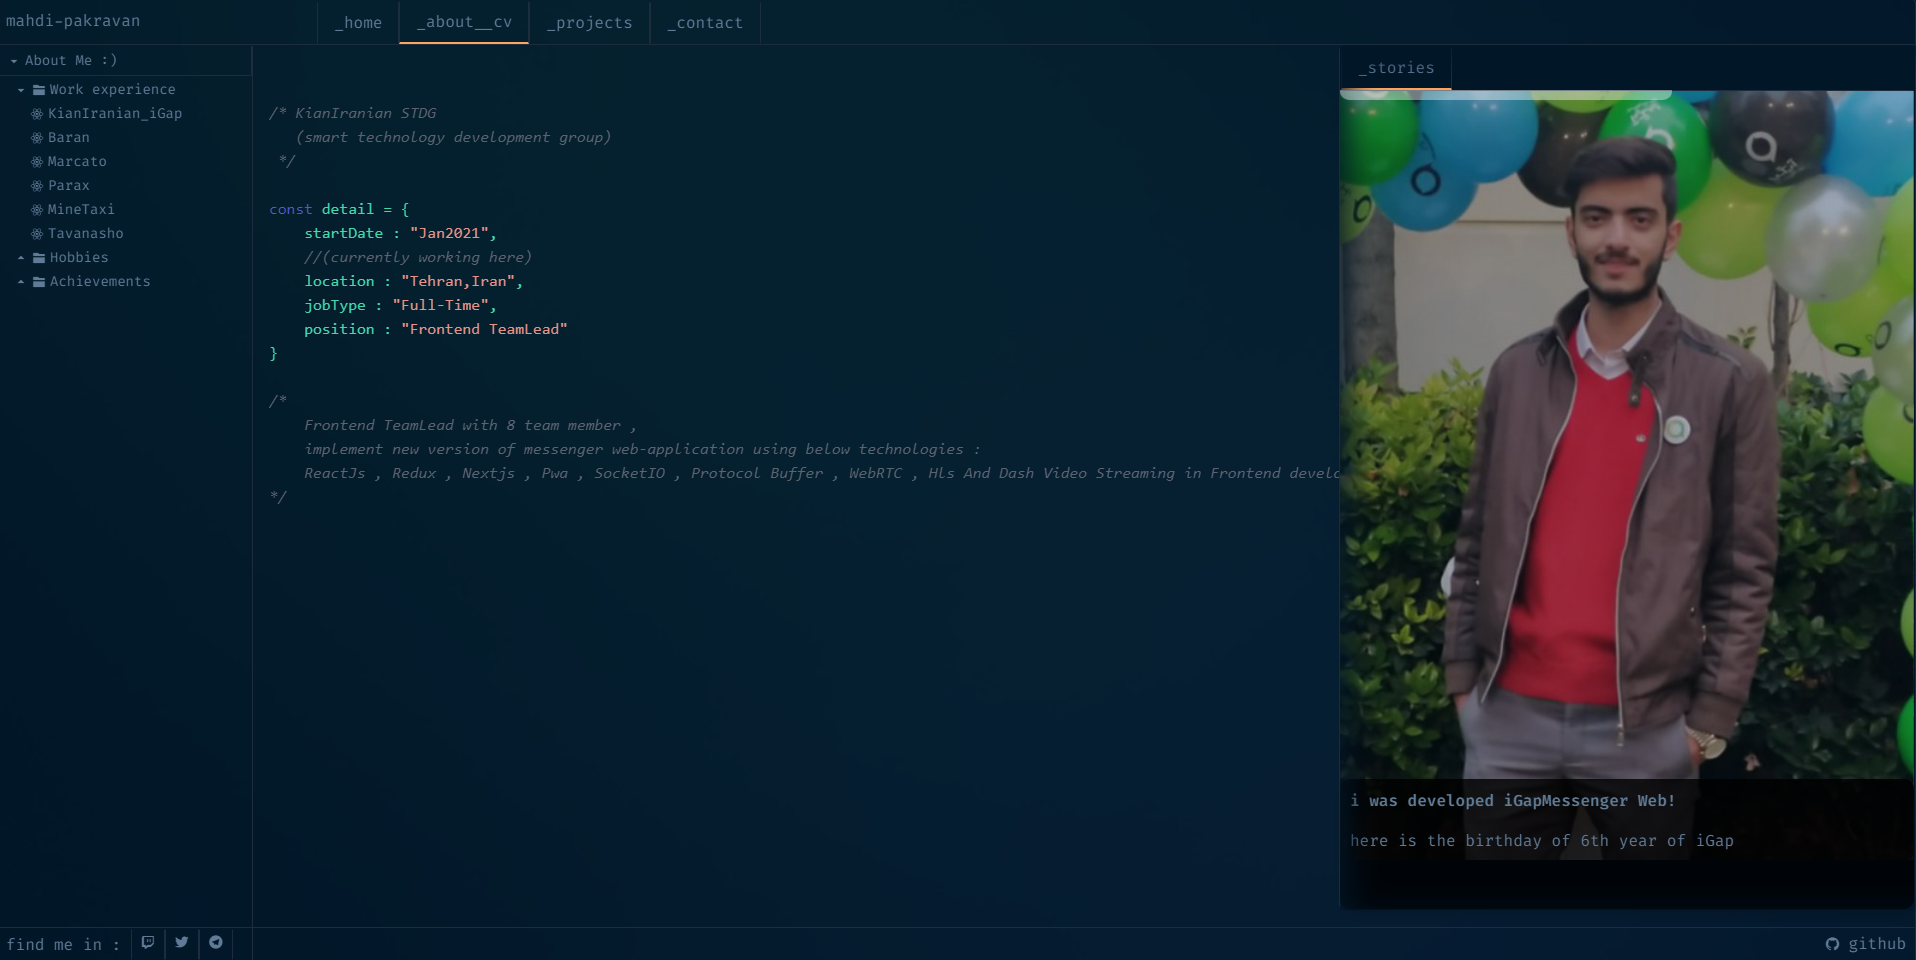 mahdi-pakravan
_home
_about__cv
_projects
_contact
About Me :)
Work experience
KianIranian_iGap
Baran
Marcato
Parax
MineTaxi
Tavanasho
Hobbies
Achievements
/* KianIranian STDG
(smart technology development group)
*/
const detail = {
startDate : "Jan2021",
//(currently working here)
location : "Tehran,Iran",
jobType : "Full-Time",
position : "Frontend TeamLead"
}
/*
Frontend TeamLead with 8 team member ,
implement new version of messenger web-application using below technologies :
ReactJs , Redux , Nextjs , Pwa , SocketIO , Protocol Buffer , WebRTC , Hls And Dash Video Streaming in Frontend develo
*/
_stories
i was developed iGapMessenger Web!
here is the birthday of 6th year of iGap
find me in :
github